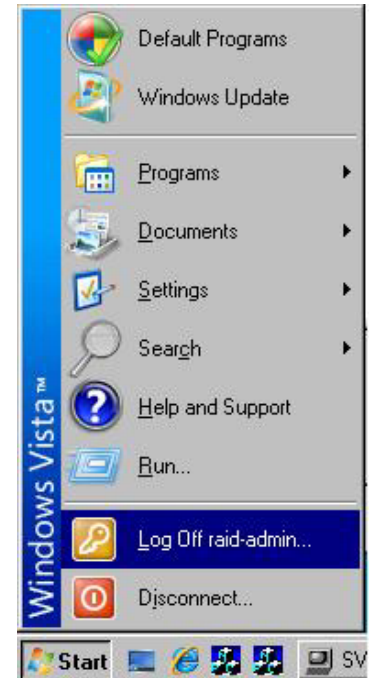 Default Programs
Windows Update
Programs
Documents
Settings
Search
Help and Support
Run...
Log Off raid-admin...
Disconnect...
Windows Vista™
Start
SV